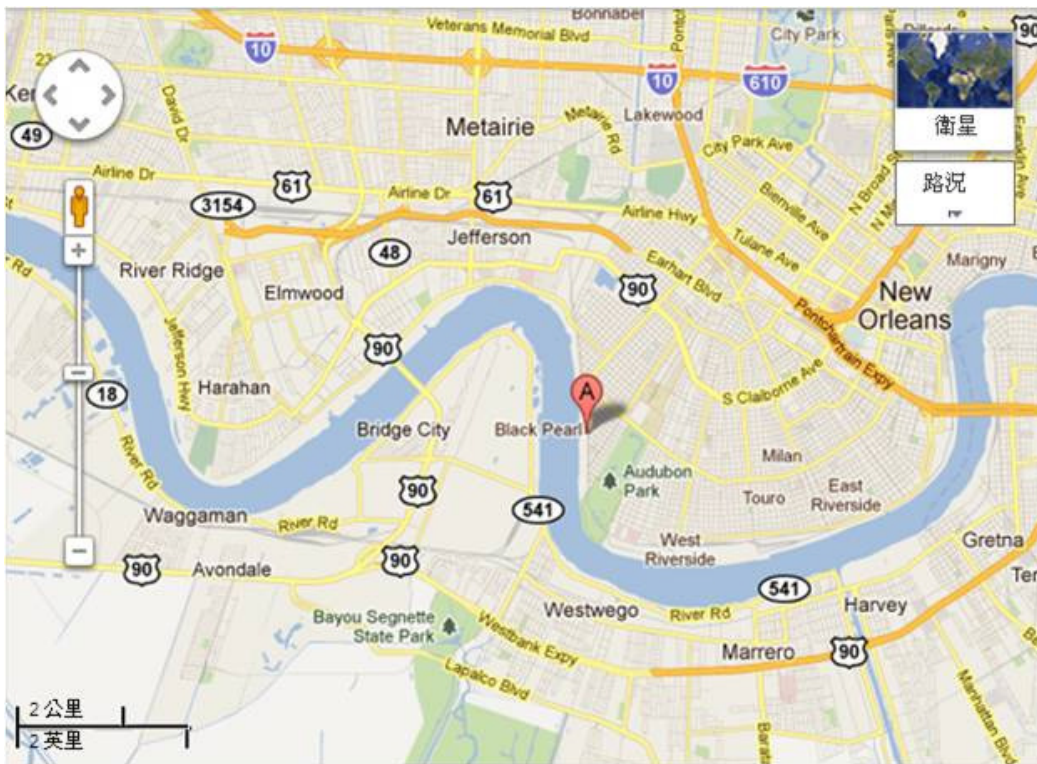 Bonnabel
Veterans Memorial Blvd
City Park
90
10
10
610
23
Lakewood
衛星
Metairie
Metairie Rd
David Dr
49
City Park Ave
路況
Airline Dr
61
Airline Dr
61
Bienville Ave
N Broad St
3154
Airline Hwy
Jefferson
48
Tulane Ave
River Ridge
Earhart Blvd
Marigny
Elmwood
90
New
Orleans
Pontchartrain Expy
90
Jefferson Hwy
Harahan
18
A
S Claiborne Ave
Bridge City
Black Pearl
Milan
Audubon
Park
River Rd
90
Touro
East
Riverside
541
Waggaman
River Rd
West
Riverside
Gretna
90
Avondale
90
541
Westwego
River Rd
Harvey
Bayou Segnette
State Park
Westbank Expy
Marrero
90
Lapalco Blvd
Manhattan Blvd
2 公里
2 英里